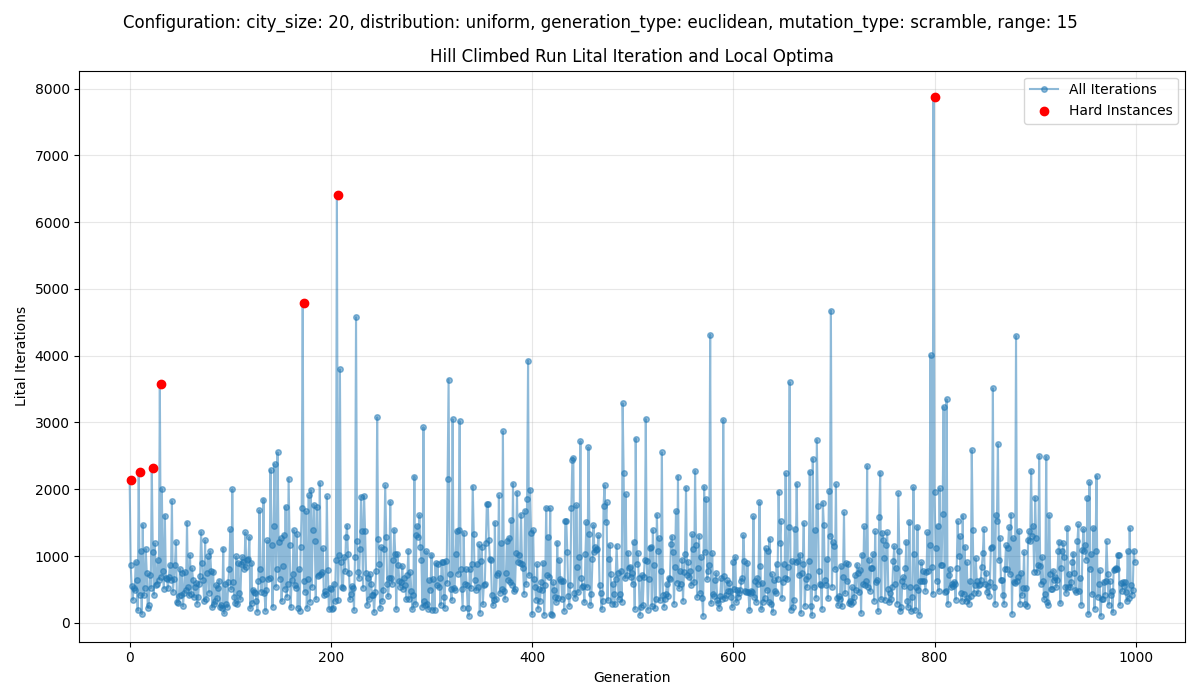 Configuration: city_size: 20, distribution: uniform, generation_type: euclidean, mutation_type: scramble, range: 15
Hill Climbed Run Lital Iteration and Local Optima
All Iterations
Hard Instances
8000
7000
6000
5000
4000
3000
2000
1000
0
Lital Iterations
0 200 400 600 800 1000
Generation